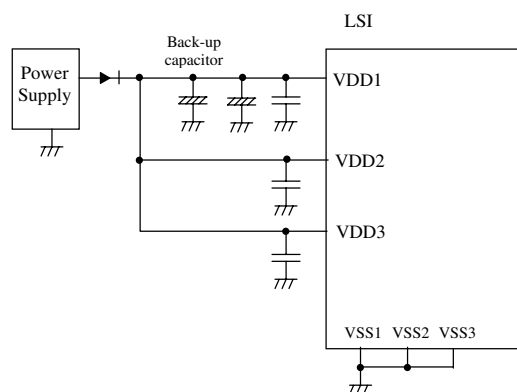 LSI
Back-up
capacitor
Power
Supply
VDD1
VDD2
VDD3
VSS1 VSS2 VSS3